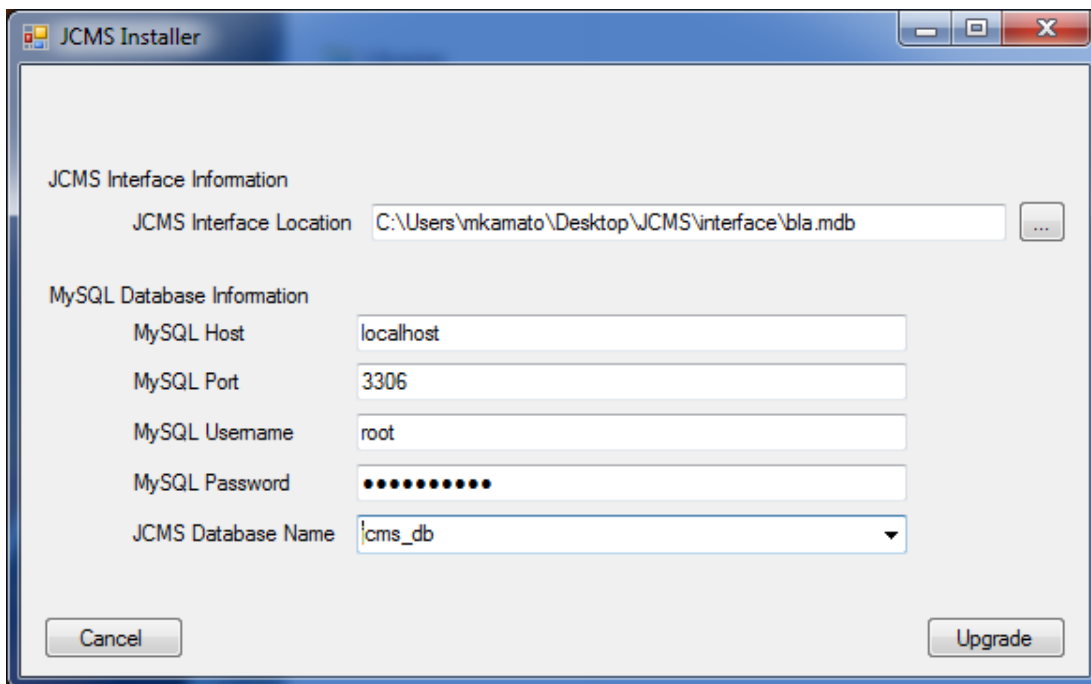 JCMS Installer
JCMS Interface Information
JCMS Interface Location C:\Users\mkamato\Desktop\JCMS\interface\bla.mdb ...
MySQL Database Information
MySQL Host localhost
MySQL Port 3306
MySQL Username root
MySQL Password ●●●●●●●●●●
JCMS Database Name jcms_db
Cancel Upgrade